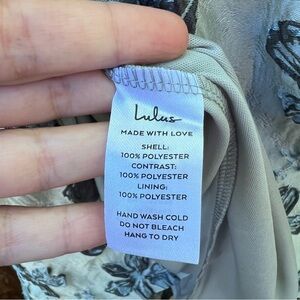 Lulus
MADE WITH LOVE
SHELL:
100% POLYESTER
CONTRAST:
100% POLYESTER
LINING:
100% POLYESTER
HAND WASH COLD
DO NOT BLEACH
HANG TO DRY